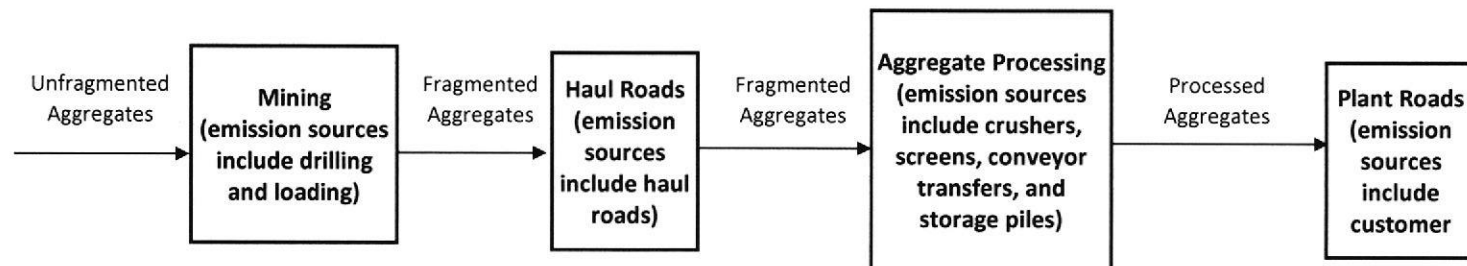 Unfragmented
Aggregates
Mining
(emission sources
include drilling
and loading)
Fragmented
Aggregates
Haul Roads
(emission
sources
include haul
roads)
Fragmented
Aggregates
Aggregate Processing
(emission sources
include crushers,
screens, conveyor
transfers, and
storage piles)
Processed
Aggregates
Plant Roads
(emission
sources
include
customer